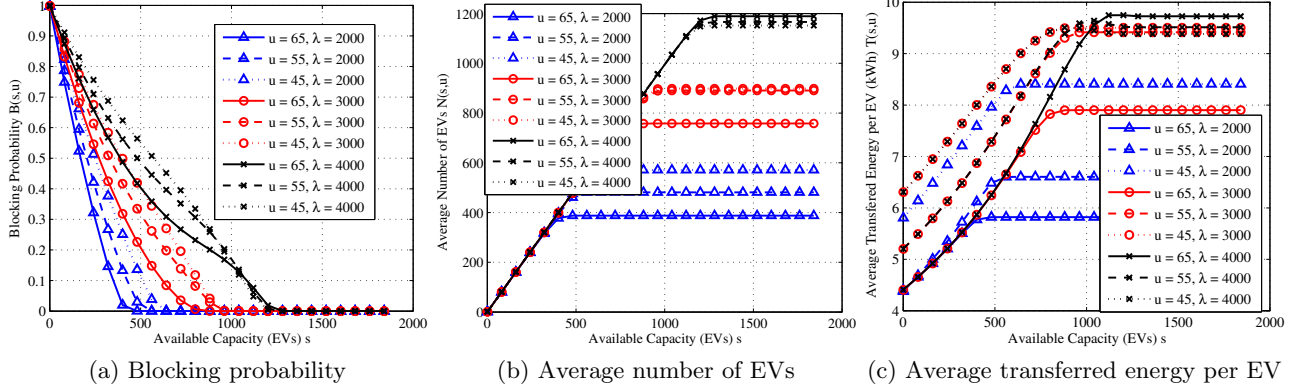 1
0.9
0.8
0.7
0.6
0.5
0.4
0.3
0.2
0.1
0
Blocking Probability B(s,u)
u = 65, λ = 2000
u = 55, λ = 2000
u = 45, λ = 2000
u = 65, λ = 3000
u = 55, λ = 3000
u = 45, λ = 3000
u = 65, λ = 4000
u = 55, λ = 4000
u = 45, λ = 4000
0 500 1000 1500 2000
Available Capacity (EVs) s
(a) Blocking probability
1200
1000
800
600
400
200
0
Average Number of EVs N(s,u)
u = 65, λ = 2000
u = 55, λ = 2000
u = 45, λ = 2000
u = 65, λ = 3000
u = 55, λ = 3000
u = 45, λ = 3000
u = 65, λ = 4000
u = 55, λ = 4000
u = 45, λ = 4000
0 500 1000 1500 2000
Available Capacity (EVs) s
(b) Average number of EVs
10
9
8
7
6
5
4
Average Transfered Energy per EV (kWh) T(s,u)
u = 65, λ = 2000
u = 55, λ = 2000
u = 45, λ = 2000
u = 65, λ = 3000
u = 55, λ = 3000
u = 45, λ = 3000
u = 65, λ = 4000
u = 55, λ = 4000
u = 45, λ = 4000
0 500 1000 1500 2000
Available Capacity (EVs) s
(c) Average transferred energy per EV